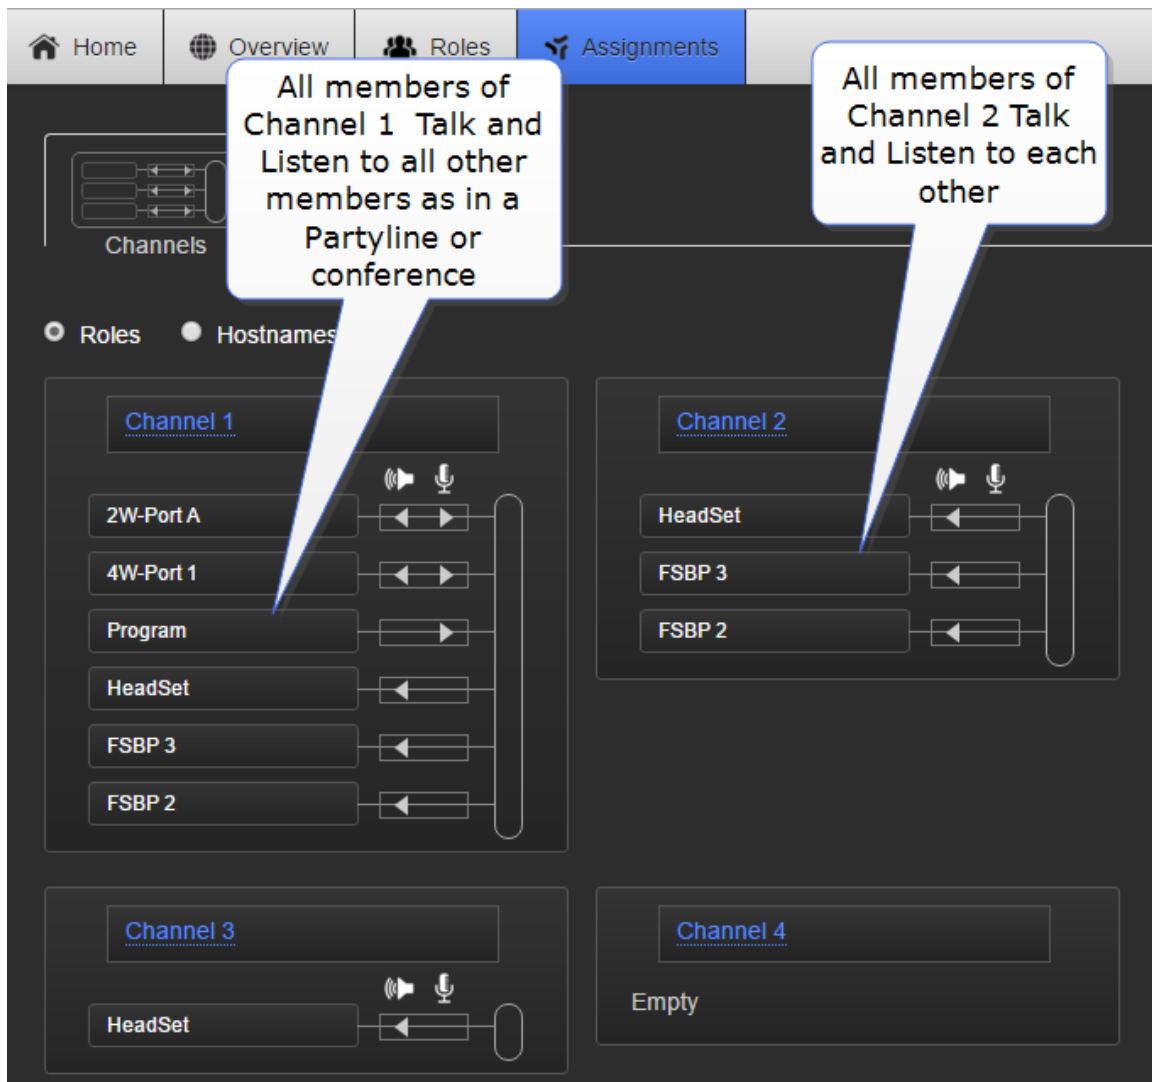 Home
Overview
Roles
Assignments
All members of
Channel 1 Talk and
Listen to all other
members as in a
Partyline or
conference
All members of
Channel 2 Talk
and Listen to each
other
Channels
Roles
Hostnames
Channel 1
2W-Port A
4W-Port 1
Program
HeadSet
FSBP 3
FSBP 2
Channel 2
HeadSet
FSBP 3
FSBP 2
Channel 3
HeadSet
Channel 4
Empty